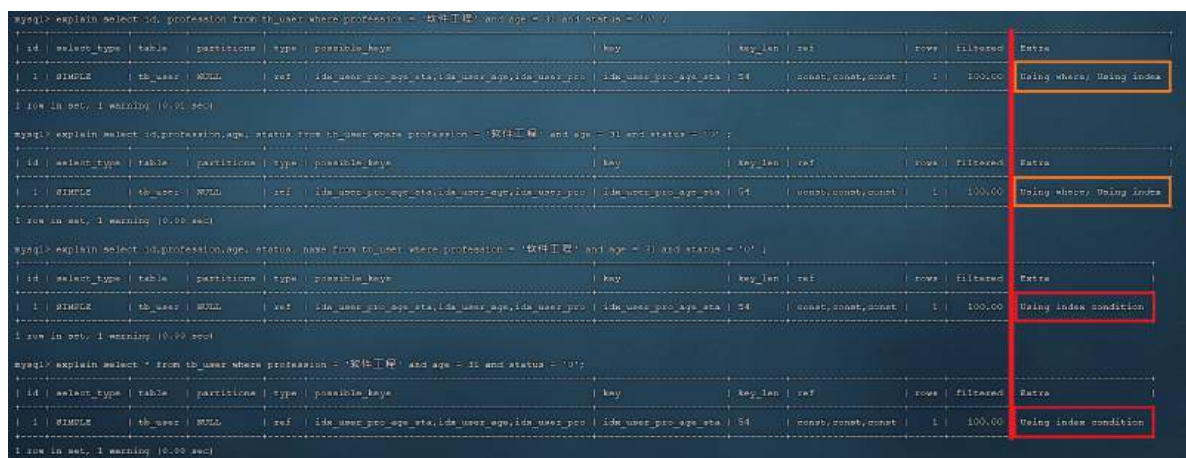 mysql> explain select id, profession from tb_user where profession = '软件工程' and age = 31 and status = '0' ;
| id | select_type | table | partitions | type | possible_keys | key | key_len | ref | rows | filtered | Extra |
| 1 | SIMPLE | tb_user | NULL | ref | idx_user_pro_age_sta,idx_user_age,idx_user_pro | idx_user_pro_age_sta | 54 | const,const,const | 1 | 100.00 | Using where; Using index |
1 row in set, 1 warning (0.01 sec)
mysql> explain select id,profession,age, status from tb_user where profession = '软件工程' and age = 31 and status = '0' ;
| id | select_type | table | partitions | type | possible_keys | key | key_len | ref | rows | filtered | Extra |
| 1 | SIMPLE | tb_user | NULL | ref | idx_user_pro_age_sta,idx_user_age,idx_user_pro | idx_user_pro_age_sta | 54 | const,const,const | 1 | 100.00 | Using where; Using index |
1 row in set, 1 warning (0.00 sec)
mysql> explain select id,profession,age, status, name from tb_user where profession = '软件工程' and age = 31 and status = '0' ;
| id | select_type | table | partitions | type | possible_keys | key | key_len | ref | rows | filtered | Extra |
| 1 | SIMPLE | tb_user | NULL | ref | idx_user_pro_age_sta,idx_user_age,idx_user_pro | idx_user_pro_age_sta | 54 | const,const,const | 1 | 100.00 | Using index condition |
1 row in set, 1 warning (0.00 sec)
mysql> explain select * from tb_user where profession = '软件工程' and age = 31 and status = '0';
| id | select_type | table | partitions | type | possible_keys | key | key_len | ref | rows | filtered | Extra |
| 1 | SIMPLE | tb_user | NULL | ref | idx_user_pro_age_sta,idx_user_age,idx_user_pro | idx_user_pro_age_sta | 54 | const,const,const | 1 | 100.00 | Using index condition |
1 row in set, 1 warning (0.00 sec)